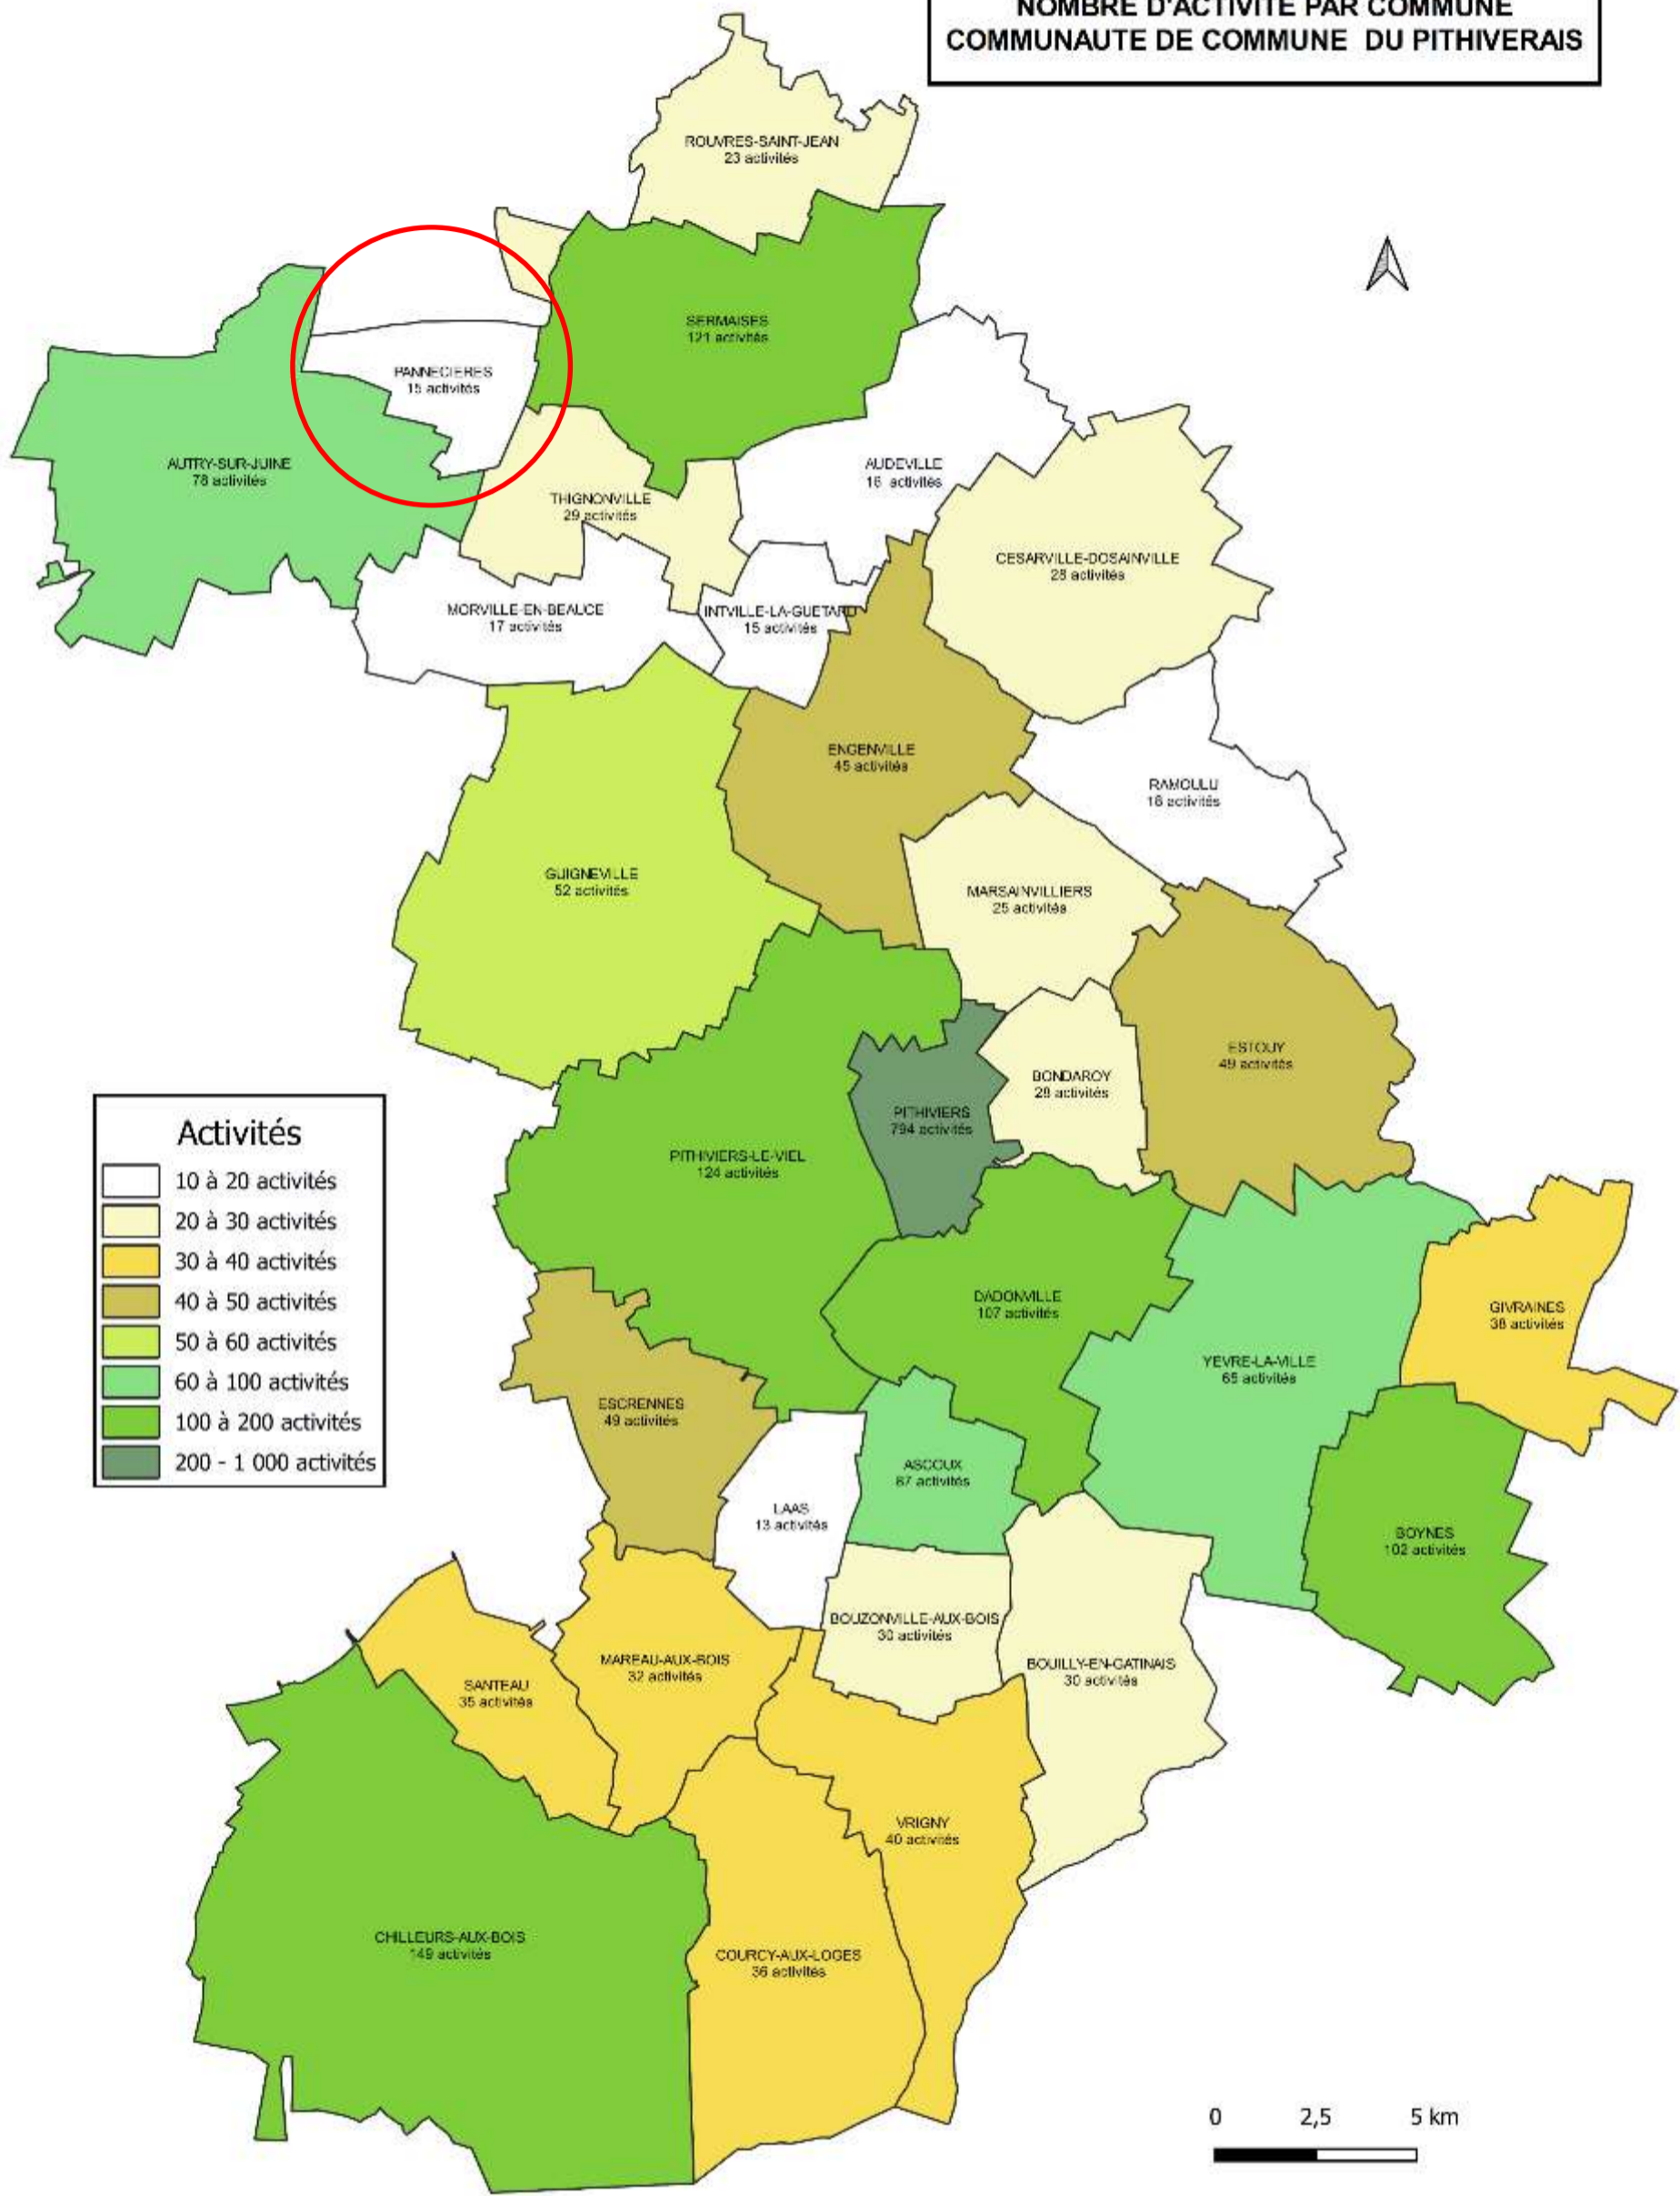 NOMBRE D'ACTIVITE PAR COMMUNE
COMMUNAUTE DE COMMUNE DU PITHIVERAIS
ROUVRES-SAINT-JEAN
23 activités
SERMAISES
121 activités
PANNECIERES
15 activités
AUTRY-SUR-JUINE
78 activités
AUDEVILLE
16 activités
THIGNONVILLE
29 activités
CESARVILLE-DOSAINVILLE
28 activités
MORVILLE-EN-BEAUCE
17 activités
INTVILLE-LA-GUETARD
15 activités
ENGENVILLE
45 activités
RAMOULU
18 activités
GUIGNEVILLE
52 activités
MARSAINVILLIERS
25 activités
ESTOUY
49 activités
BONDAROY
28 activités
PITHIVIERS
794 activités
PITHIVIERS-LE-VIEL
124 activités
Activités
10 à 20 activités
20 à 30 activités
30 à 40 activités
40 à 50 activités
50 à 60 activités
60 à 100 activités
100 à 200 activités
200 - 1 000 activités
DADONVILLE
107 activités
GIVRAINES
38 activités
YEVRE-LA-VILLE
65 activités
ESCRENNES
49 activités
ASCOUX
67 activités
LAAS
13 activités
BOYNES
102 activités
BOUZONVILLE-AUX-BOIS
30 activités
BOUILLY-EN-GATINAIS
30 activités
MAREAU-AUX-BOIS
32 activités
SANTEAU
35 activités
VRIGNY
40 activités
CHILLEURS-AUX-BOIS
149 activités
COURCY-AUX-LOGES
36 activités
0 2,5 5 km